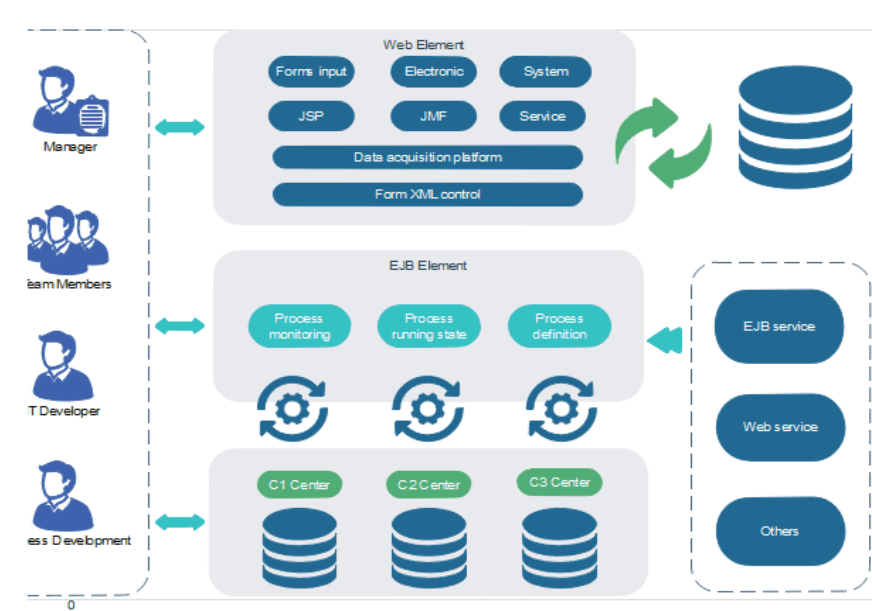 Web Element
Forms input
Electronic
System
JSP
JMF
Service
Data acquisition platform
Form XML control
Manager
Team Members
T Developer
ess Development
EJB Element
Process
monitoring
Process
running state
Process
definition
EJB service
Web service
Others
C1 Center
C2 Center
C3 Center
0